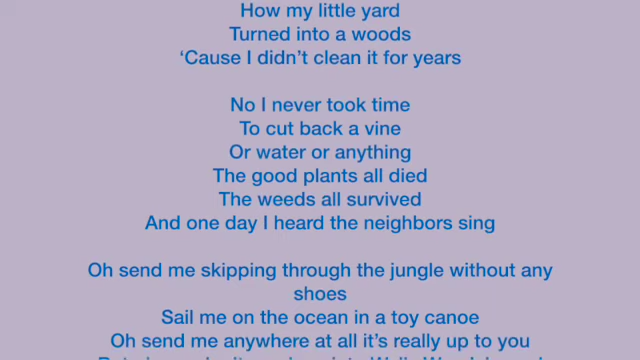 How my little yard
Turned into a woods
‘Cause I didn’t clean it for years
No I never took time
To cut back a vine
Or water or anything
The good plants all died
The weeds all survived
And one day I heard the neighbors sing
Oh send me skipping through the jungle without any
shoes
Sail me on the ocean in a toy canoe
Oh send me anywhere at all it’s really up to you